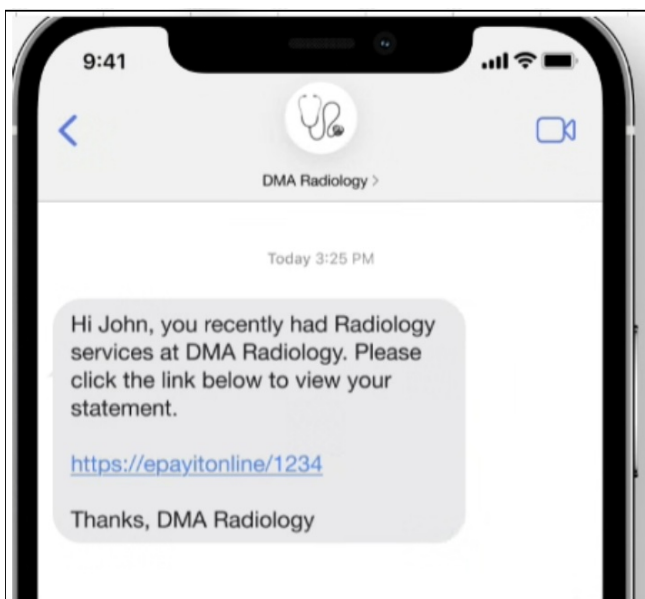 9:41
DMA Radiology >
Today 3:25 PM
Hi John, you recently had Radiology
services at DMA Radiology. Please
click the link below to view your
statement.
https://epayitonline/1234
Thanks, DMA Radiology